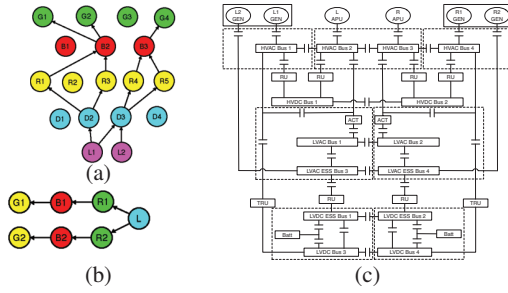 G1 G2 G3 G4
B1 B2 B3
R1 R2 R3 R4 R5
D1 D2 D3 D4
L1 L2
(a)
G1 B1 R1
L
G2 B2 R2
(b)
L2 GEN L1 GEN L APU R APU R1 GEN R2 GEN
HVAC Bus 1 HVAC Bus 2 HVAC Bus 3 HVAC Bus 4
RU RU RU RU
HVDC Bus 1 HVDC Bus 2
ACT ACT
LVAC Bus 1 LVAC Bus 2
LVAC ESS Bus 3 LVAC ESS Bus 4
TRU RU RU TRU
LVDC ESS Bus 1 LVDC ESS Bus 2
Batt Batt
LVDC Bus 3 LVDC Bus 4
(c)